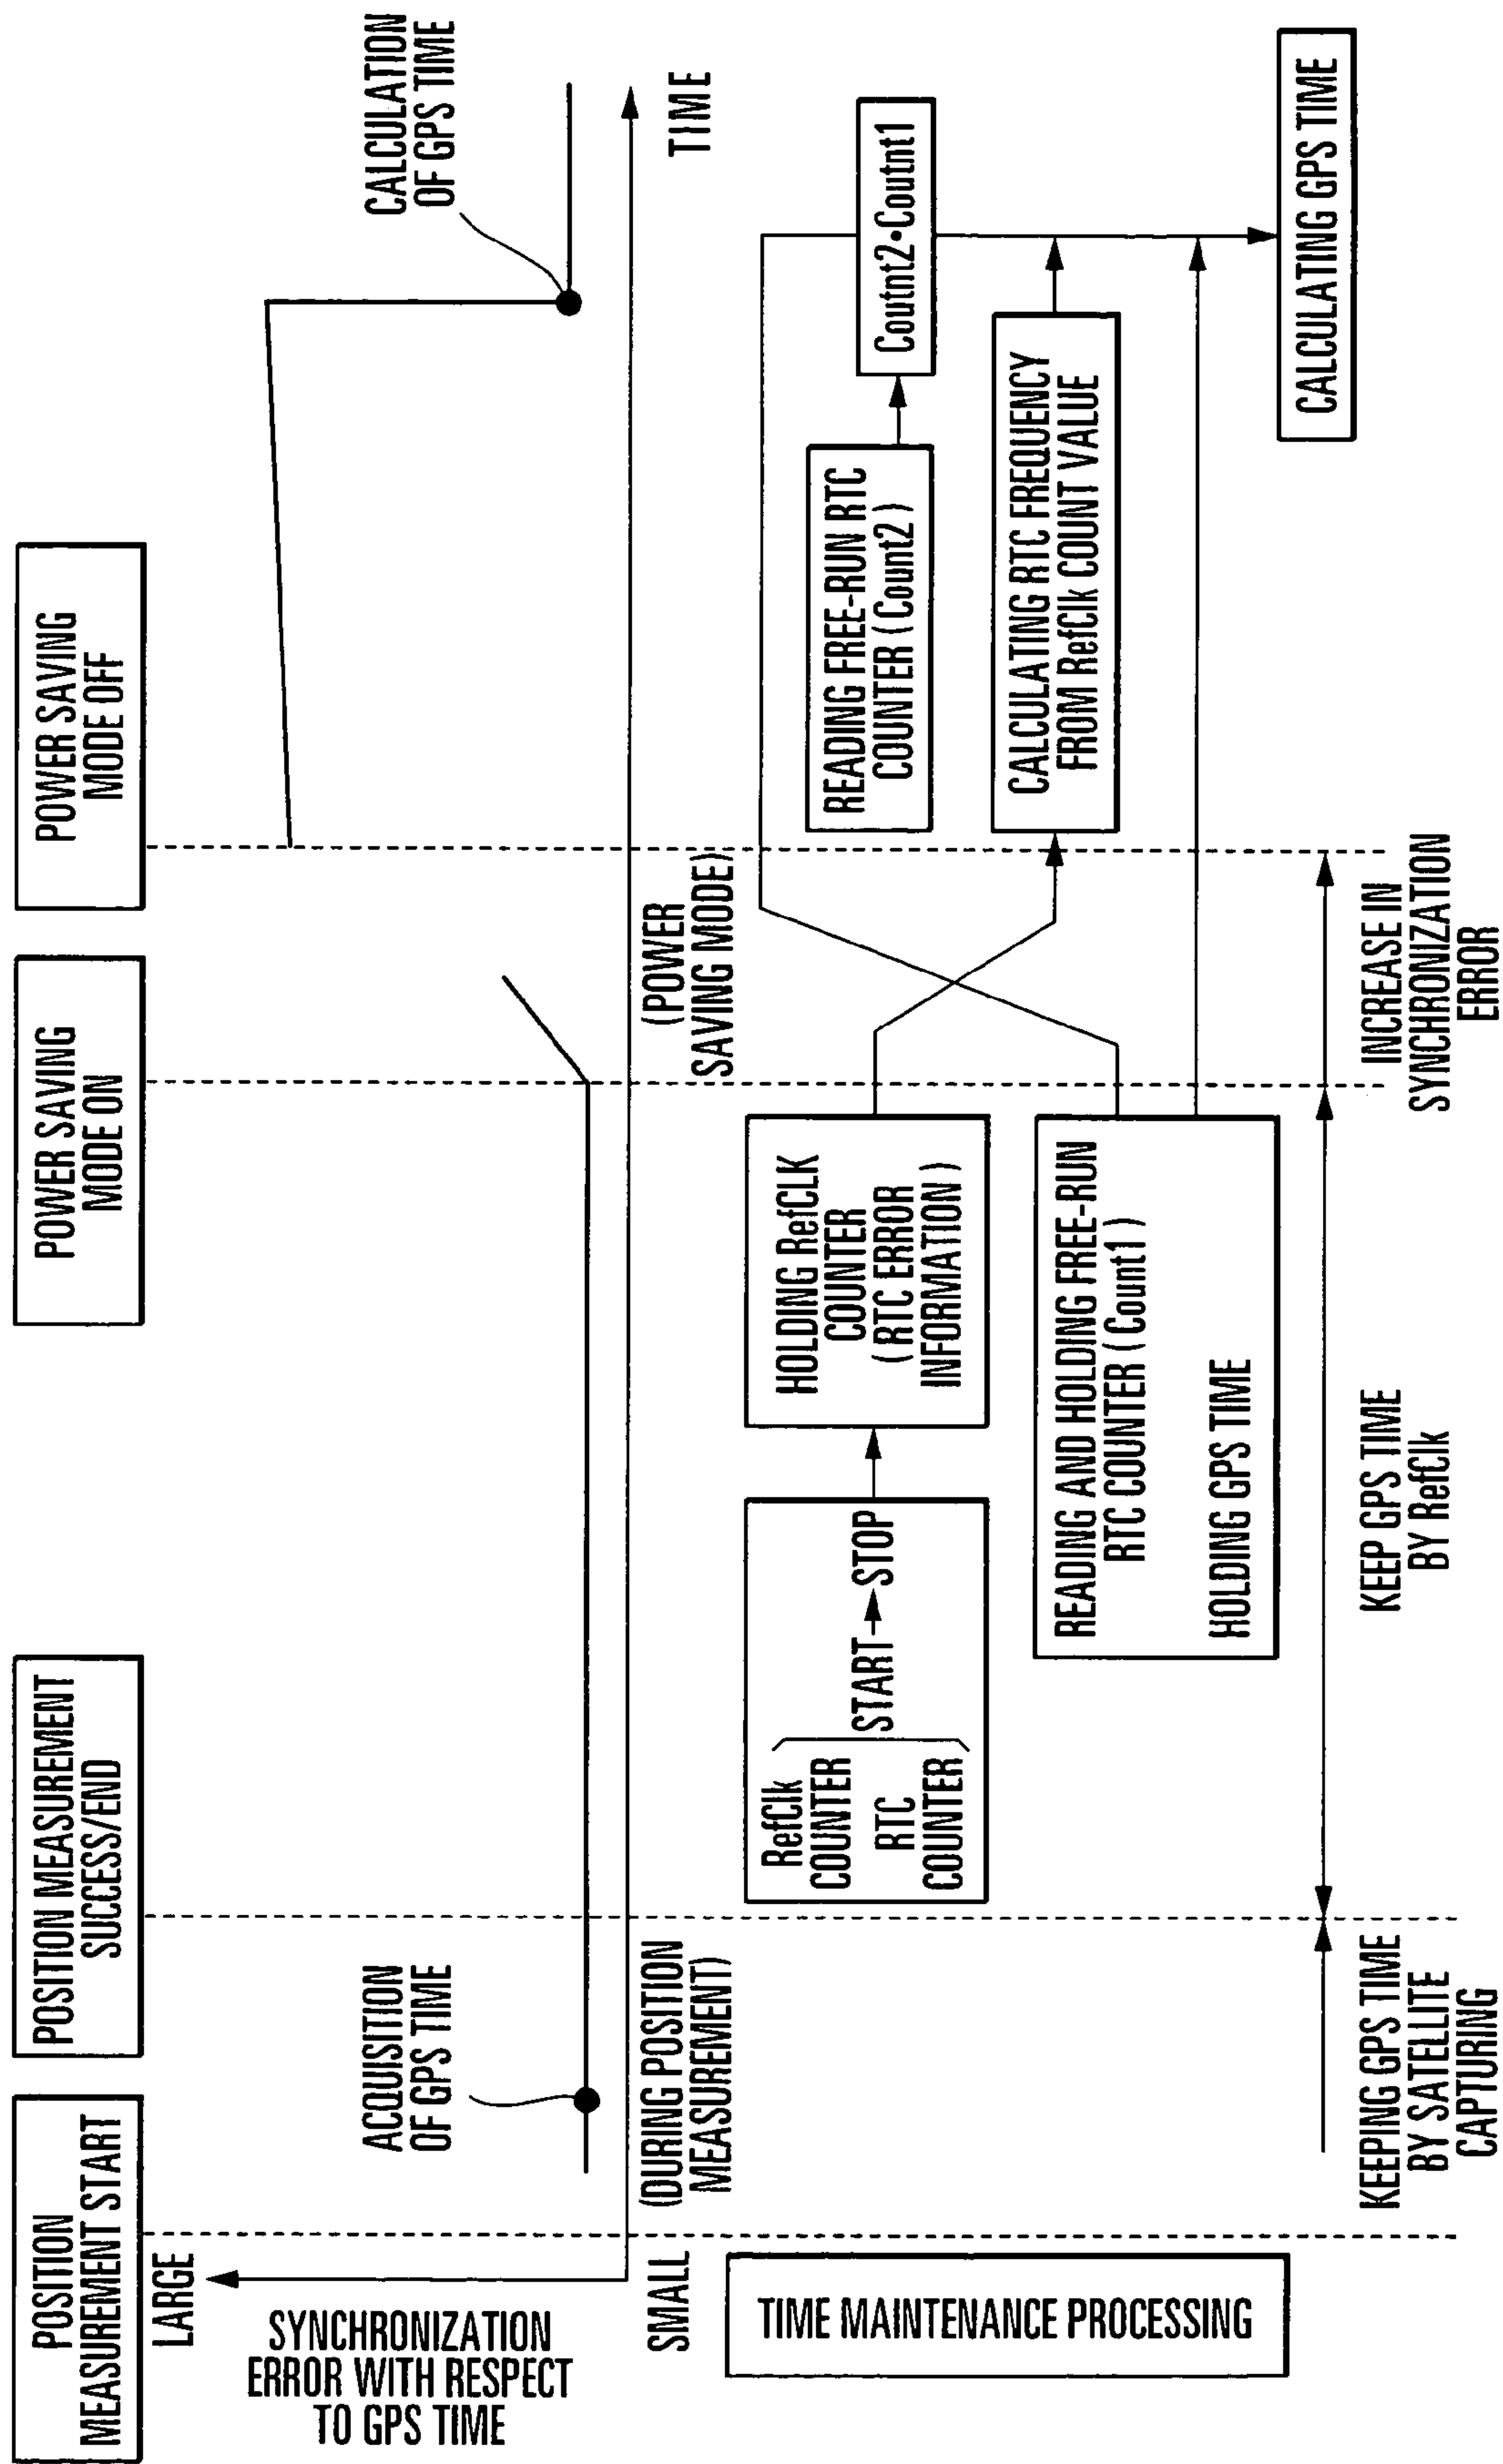 POSITION
MEASUREMENT START
POSITION MEASUREMENT
SUCCESS/END
POWER SAVING
MODE ON
POWER SAVING
MODE OFF
LARGE
SYNCHRONIZATION
ERROR WITH RESPECT
TO GPS TIME
SMALL
ACQUISITION
OF GPS TIME
CALCULATION
OF GPS TIME
TIME
(DURING POSITION
MEASUREMENT)
(POWER
SAVING MODE)
TIME MAINTENANCE PROCESSING
RefClk
COUNTER
RTC
COUNTER
START STOP
HOLDING RefCLK
COUNTER
(RTC ERROR
INFORMATION)
READING AND HOLDING FREE-RUN
RTC COUNTER (Count1)
HOLDING GPS TIME
READING FREE-RUN RTC
COUNTER (Count2)
Coutnt2•Coutnt1
CALCULATING RTC FREQUENCY
FROM RefClk COUNT VALUE
CALCULATING GPS TIME
KEEPING GPS TIME
BY SATELLITE
CAPTURING
KEEP GPS TIME
BY RefClk
INCREASE IN
SYNCHRONIZATION
ERROR